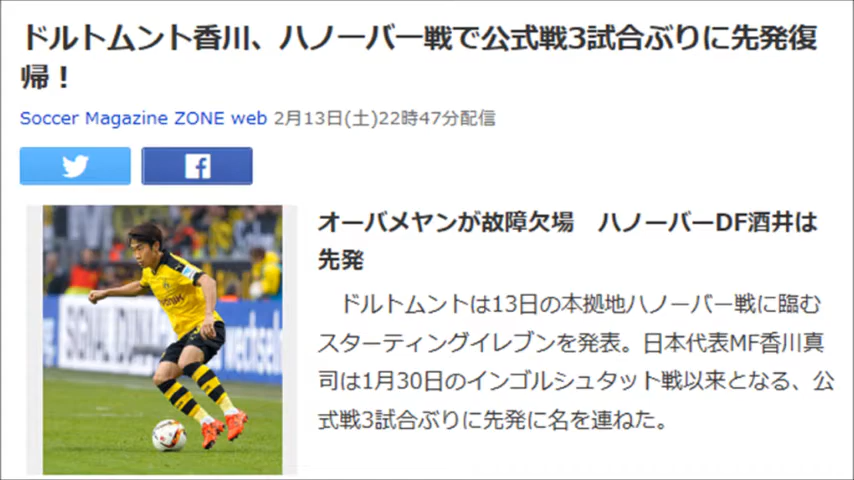 ドルトムント香川、ハノーバー戦で公式戦3試合ぶりに先発復
帰！
Soccer Magazine ZONE web 2月13日(土)22時47分配信
オーバメヤンが故障欠場　ハノーバーDF酒井は
先発
ドルトムントは13日の本拠地ハノーバー戦に臨む
スターティングイレブンを発表。日本代表MF香川真
司は1月30日のインゴルシュタット戦以来となる、公
式戦3試合ぶりに先発に名を連ねた。
SIGNAL IDUNA